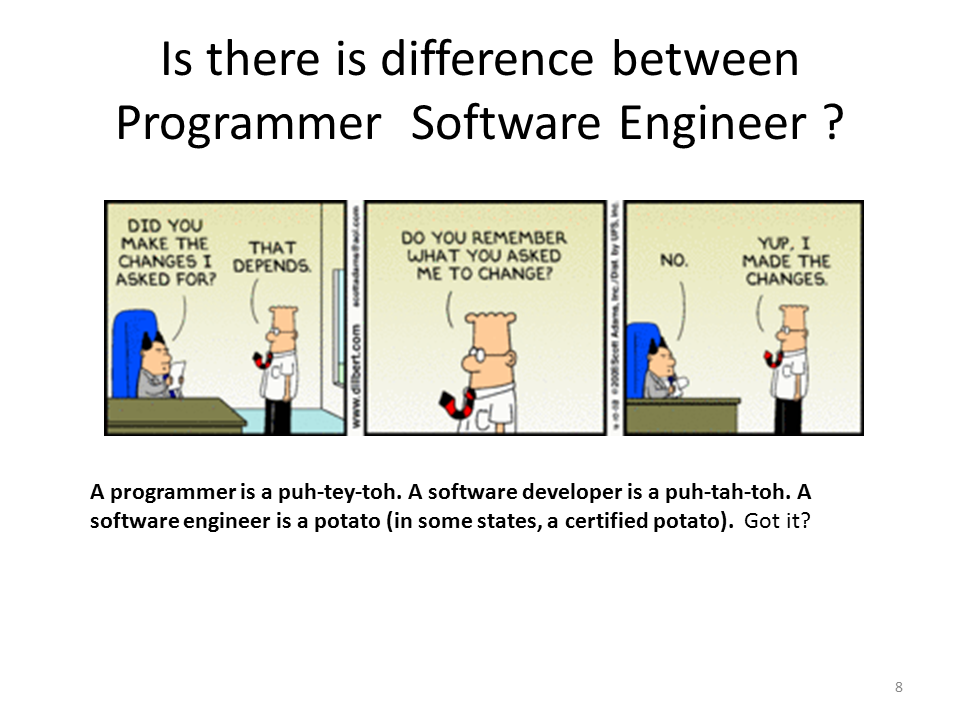 Is there is difference between
Programmer  Software Engineer ?
DID YOU
MAKE THE
CHANGES I
ASKED FOR?
THAT
DEPENDS.
www.dilbert.com
scottadams@aol.com
DO YOU REMEMBER
WHAT YOU ASKED
ME TO CHANGE?
©2008 Scott Adams, Inc./Dist. by UFS, Inc.
NO.
YUP, I
MADE THE
CHANGES.
A programmer is a puh-tey-toh. A software developer is a puh-tah-toh. A
software engineer is a potato (in some states, a certified potato).  Got it?
8